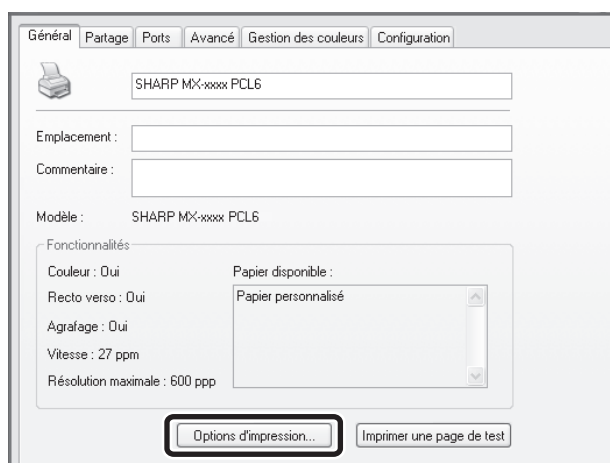 Général Partage Ports Avancé Gestion des couleurs Configuration
SHARP MX-xxxx PCL6
Emplacement :
Commentaire :
Modèle : SHARP MX-xxxx PCL6
Fonctionnalités
Couleur : Oui Papier disponible :
Recto verso : Oui Papier personnalisé
Agrafage : Oui
Vitesse : 27 ppm
Résolution maximale : 600 ppp
Options d'impression... Imprimer une page de test